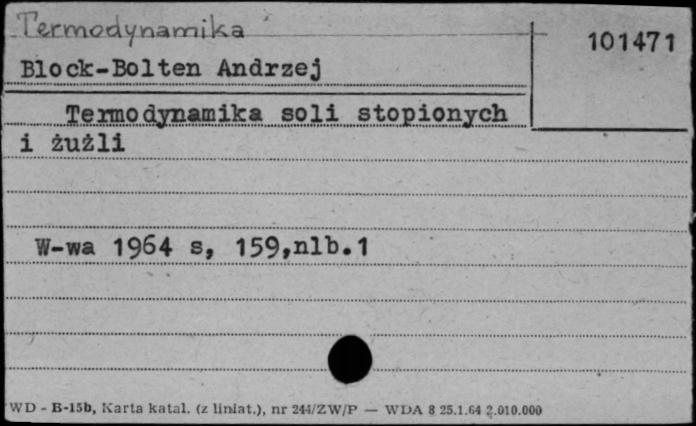 Termodynamika
101471
Block-Bolten Andrzej
Termodynamika soli stopionych
i żużli
W-wa 1964 s, 159,nlb.1
WD - B-15b, Karta katal. (z liniat.), nr 244/ZW/P — WDA 8 25.1.64 2.010.000